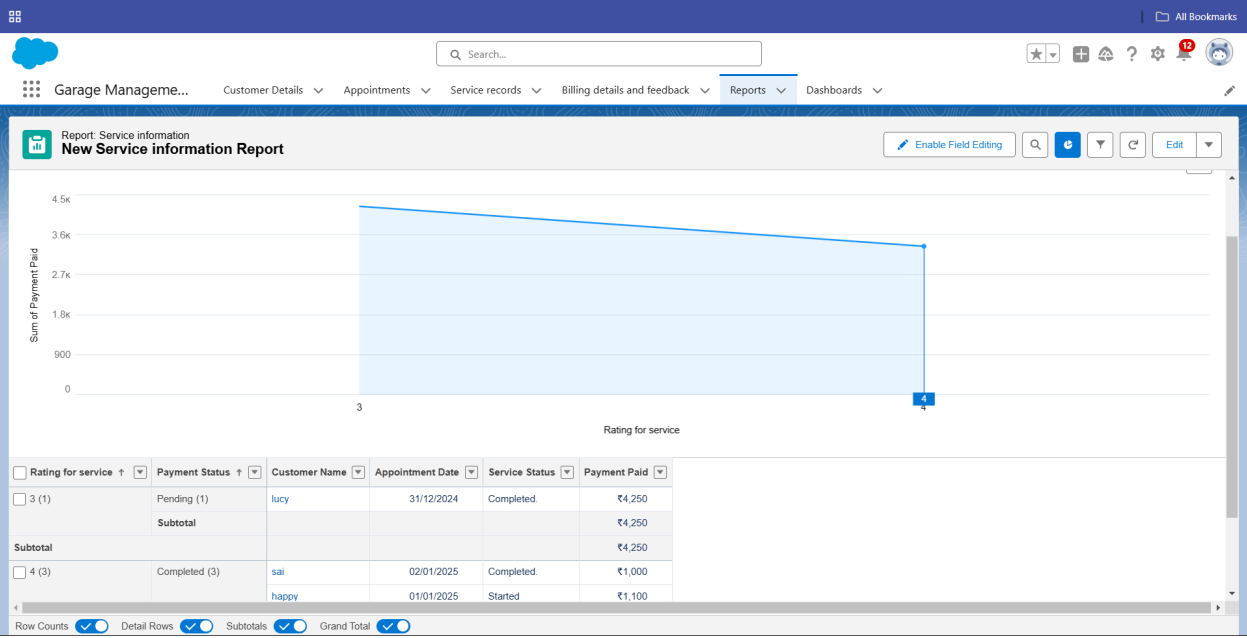 All Bookmarks
Search...
12
Garage Manageme... Customer Details Appointments Service records Billing details and feedback Reports Dashboards
Report: Service information
New Service information Report
Enable Field Editing Edit
4.5K
3.6K
2.7K
1.8K
900
0
Sum of Payment Paid
3 4
4
Rating for service
Rating for service ↑ Payment Status ↑ Customer Name Appointment Date Service Status Payment Paid
3 (1) Pending (1) lucy 31/12/2024 Completed. ₹4,250
Subtotal ₹4,250
Subtotal ₹4,250
4 (3) Completed (3) sai 02/01/2025 Completed. ₹1,000
happy 01/01/2025 Started ₹1,100
Row Counts Detail Rows Subtotals Grand Total